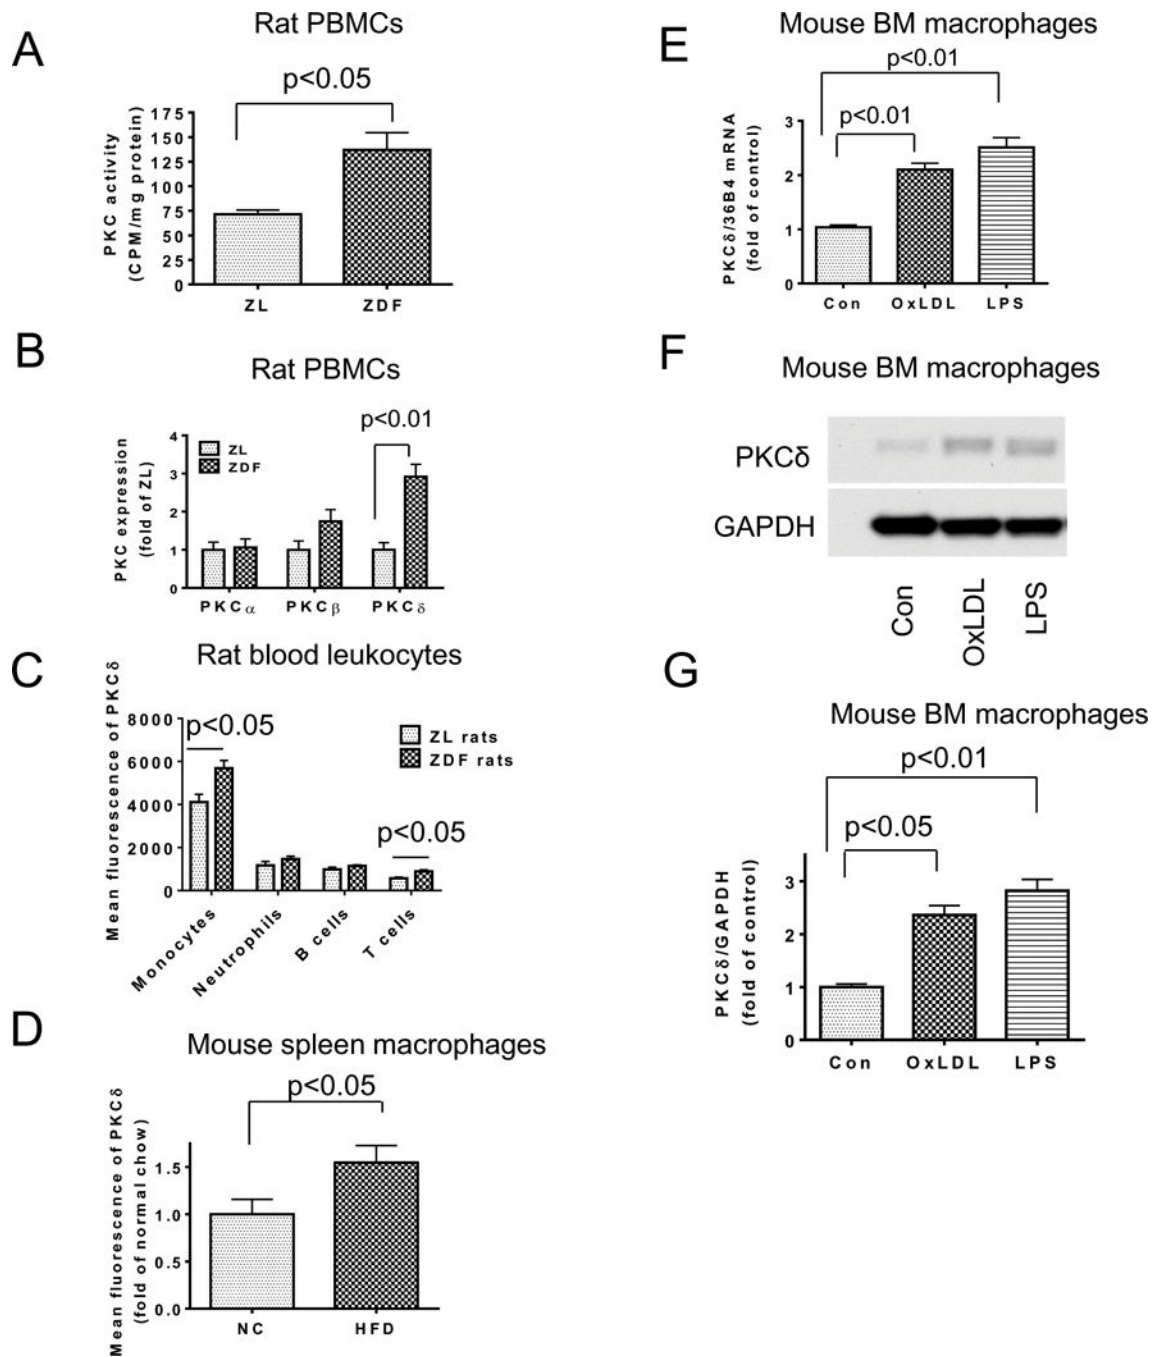 A
Rat PBMCs
p<0.05
PKC activity
(CPM/mg protein)
175
150
125
100
75
50
25
0
ZL
ZDF
B
Rat PBMCs
p<0.01
PKC expression
(fold of ZL)
4
3
2
1
0
ZL
ZDF
PKCα
PKCβ
PKCδ
C
Rat blood leukocytes
Mean fluorescence of PKCδ
8000
6000
4000
2000
0
p<0.05
p<0.05
ZL rats
ZDF rats
Monocytes
Neutrophils
B cells
T cells
D
Mouse spleen macrophages
p<0.05
Mean fluorescence of PKCδ
(fold of normal chow)
1.5
1.0
0.5
0.0
NC
HFD
E
Mouse BM macrophages
p<0.01
p<0.01
PKCδ/36B4 mRNA
(fold of control)
3
2
1
0
Con
OxLDL
LPS
F
Mouse BM macrophages
PKCδ
GAPDH
Con
OxLDL
LPS
G
Mouse BM macrophages
p<0.01
p<0.05
PKCδ/GAPDH
(fold of control)
3
2
1
0
Con
OxLDL
LPS